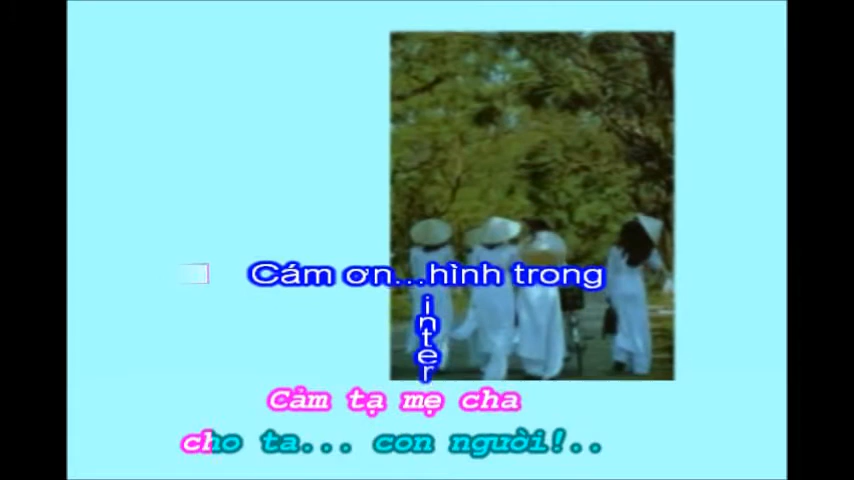 Cám ơn...hình trong
inter
Cảm tạ mẹ cha
cho ta... con người!..